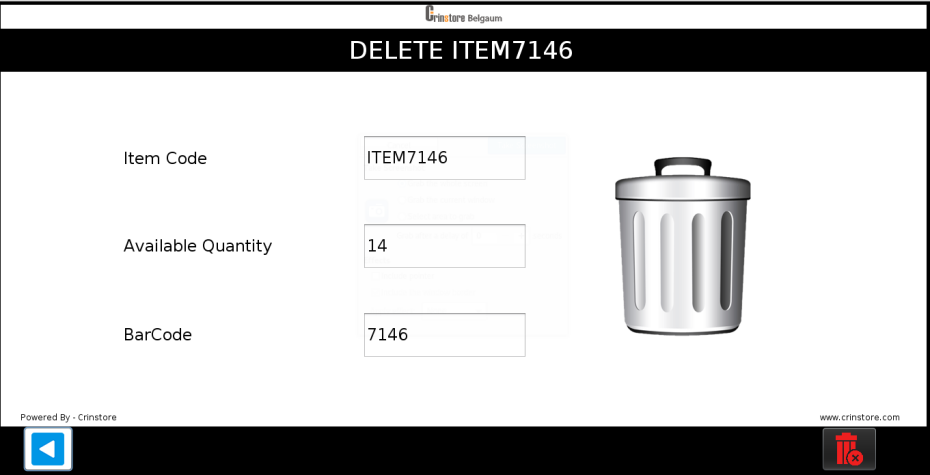 Crinstore Belgaum
DELETE ITEM7146
Item Code ITEM7146
Available Quantity 14
BarCode 7146
Powered By - Crinstore www.crinstore.com